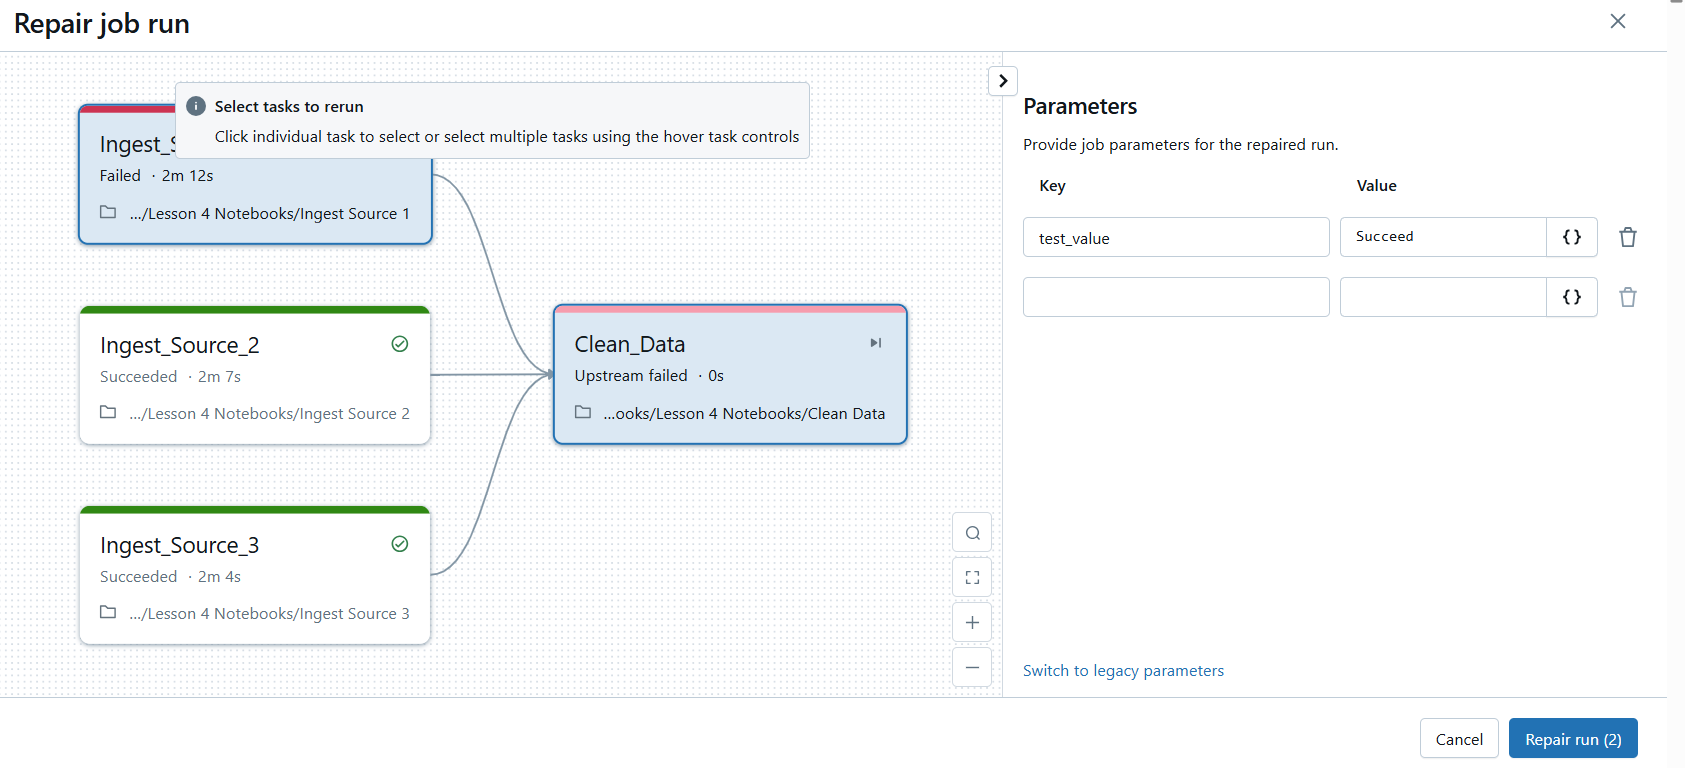 Repair job run
Select tasks to rerun
Click individual task to select or select multiple tasks using the hover task controls
Ingest_S
Failed · 2m 12s
.../Lesson 4 Notebooks/Ingest Source 1
Ingest_Source_2
Succeeded · 2m 7s
.../Lesson 4 Notebooks/Ingest Source 2
Ingest_Source_3
Succeeded · 2m 4s
.../Lesson 4 Notebooks/Ingest Source 3
Clean_Data
Upstream failed · 0s
...ooks/Lesson 4 Notebooks/Clean Data
Parameters
Provide job parameters for the repaired run.
Key Value
test_value Succeed { }
{ }
Switch to legacy parameters
Cancel Repair run (2)